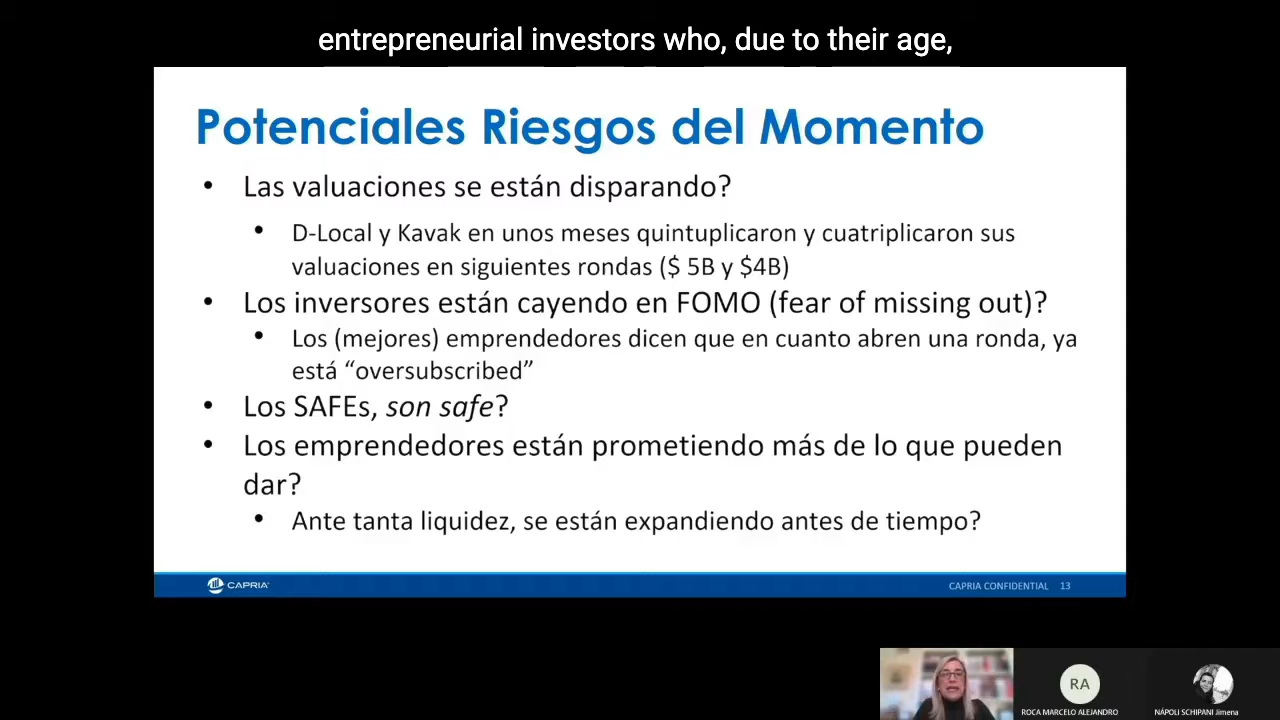 entrepreneurial investors who, due to their age,
Potenciales Riesgos del Momento
• Las valuaciones se están disparando?
• D-Local y Kavak en unos meses quintuplicaron y cuatriplicaron sus
valuaciones en siguientes rondas ($ 5B y $4B)
• Los inversores están cayendo en FOMO (fear of missing out)?
• Los (mejores) emprendedores dicen que en cuanto abren una ronda, ya
está “oversubscribed”
• Los SAFEs, son safe?
• Los emprendedores están prometiendo más de lo que pueden
dar?
• Ante tanta liquidez, se están expandiendo antes de tiempo?
CAPRIA
CAPRIA CONFIDENTIAL 13
RA
ROCA MARCELO ALEJANDRO
NÁPOLI SCHIPANI Jimena